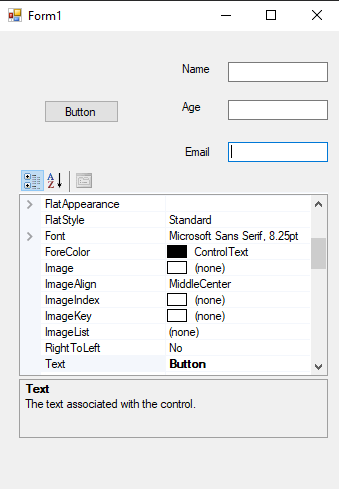 Form1
Name
Age
Button
Email
A
Z
FlatAppearance
FlatStyle Standard
Font Microsoft Sans Serif, 8.25pt
ForeColor ControlText
Image (none)
ImageAlign MiddleCenter
ImageIndex (none)
ImageKey (none)
ImageList (none)
RightToLeft No
Text Button
Text
The text associated with the control.